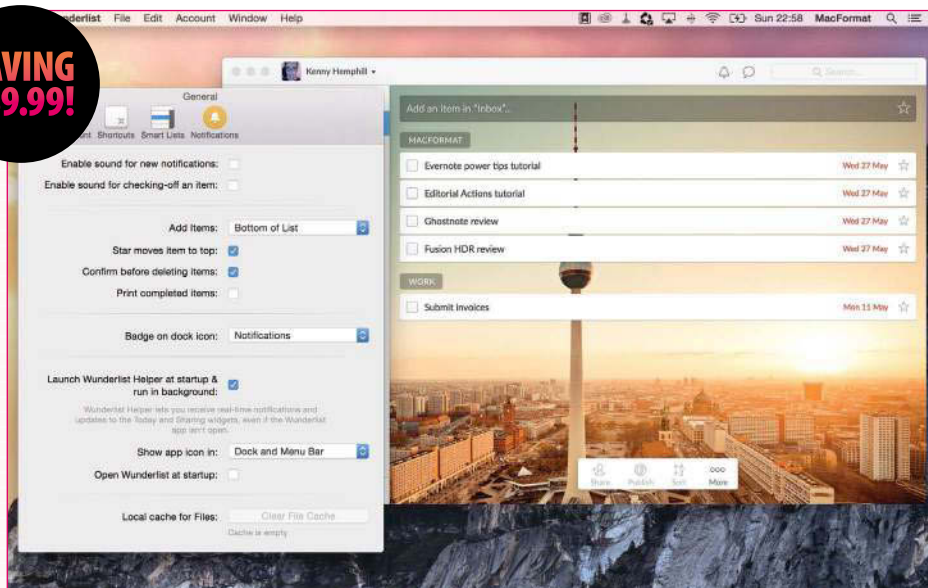 AVING
9.99!
nderlist File Edit Account Window Help
Sun 22:58 MacFormat
Kenny Hemphill
Search...
General
nt Shortcuts Smart Lists Notifications
Enable sound for new notifications:
Enable sound for checking-off an item:
Add Items: Bottom of List
Star moves item to top:
Confirm before deleting items:
Print completed items:
Badge on dock icon: Notifications
Launch Wunderlist Helper at startup &
run in background:
Wunderlist Helper lets you receive real-time notifications and
updates to the Today and Sharing widgets, even if the Wunderlist
app isn't open.
Show app icon in: Dock and Menu Bar
Open Wunderlist at startup:
Local cache for Files: Clear File Cache
Cache is empty
Add an item in "Inbox"...
MACFORMAT
Evernote power tips tutorial Wed 27 May
Editorial Actions tutorial Wed 27 May
Ghostnote review Wed 27 May
Fusion HDR review Wed 27 May
WORK
Submit invoices Mon 11 May
Share Publish Sort More